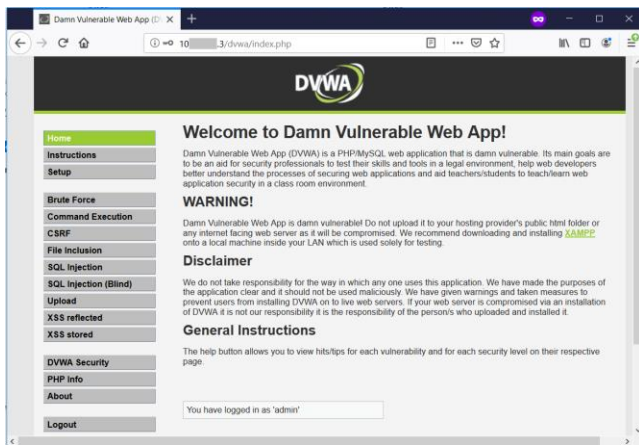 Damn Vulnerable Web App (D
10 .3/dvwa/index.php
DVWA
Home
Instructions
Setup
Brute Force
Command Execution
CSRF
File Inclusion
SQL Injection
SQL Injection (Blind)
Upload
XSS reflected
XSS stored
DVWA Security
PHP Info
About
Logout
Welcome to Damn Vulnerable Web App!
Damn Vulnerable Web App (DVWA) is a PHP/MySQL web application that is damn vulnerable. Its main goals are
to be an aid for security professionals to test their skills and tools in a legal environment, help web developers
better understand the processes of securing web applications and aid teachers/students to teach/learn web
application security in a class room environment.
WARNING!
Damn Vulnerable Web App is damn vulnerable! Do not upload it to your hosting provider's public html folder or
any internet facing web server as it will be compromised. We recommend downloading and installing XAMPP
onto a local machine inside your LAN which is used solely for testing.
Disclaimer
We do not take responsibility for the way in which any one uses this application. We have made the purposes of
the application clear and it should not be used maliciously. We have given warnings and taken measures to
prevent users from installing DVWA on to live web servers. If your web server is compromised via an installation
of DVWA it is not our responsibility it is the responsibility of the person/s who uploaded and installed it.
General Instructions
The help button allows you to view hits/tips for each vulnerability and for each security level on their respective
page.
You have logged in as 'admin'